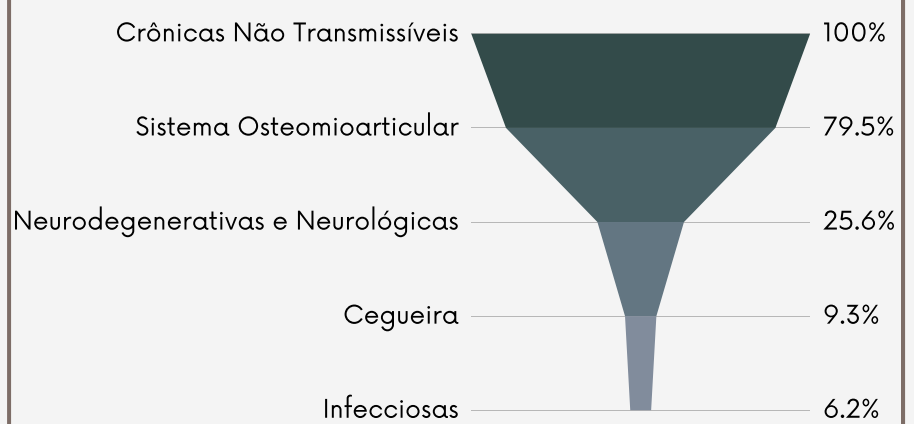 Crônicas Não Transmissíveis 100%
Sistema Osteomioarticular 79.5%
Neurodegenerativas e Neurológicas 25.6%
Cegueira 9.3%
Infecciosas 6.2%